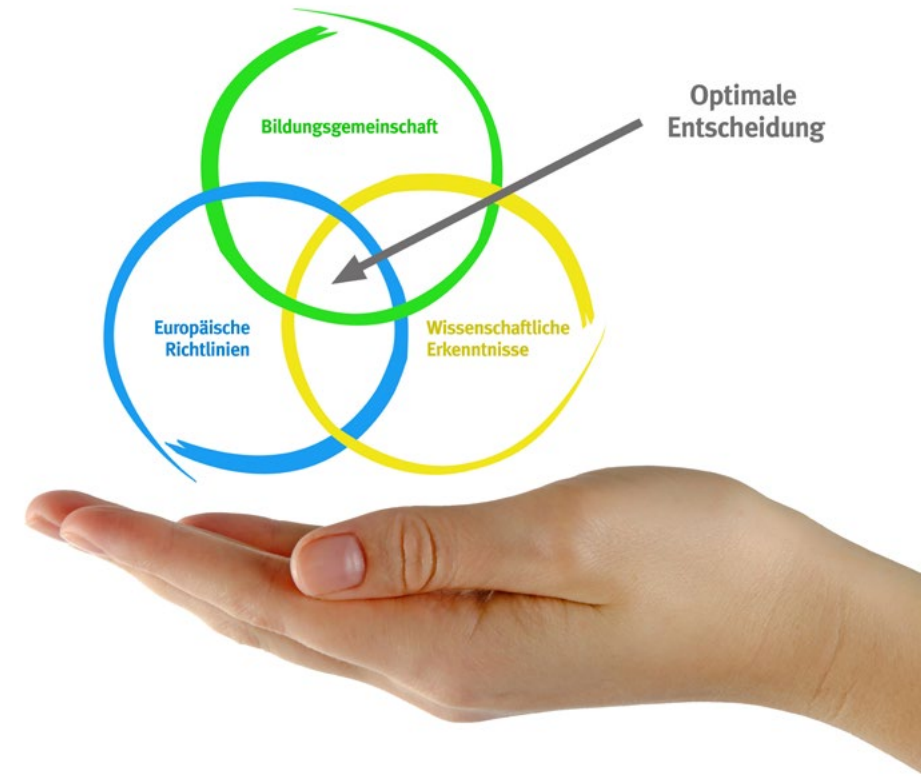 Optimale
Entscheidung
Bildungsgemeinschaft
Europäische
Richtlinien
Wissenschaftliche
Erkenntnisse